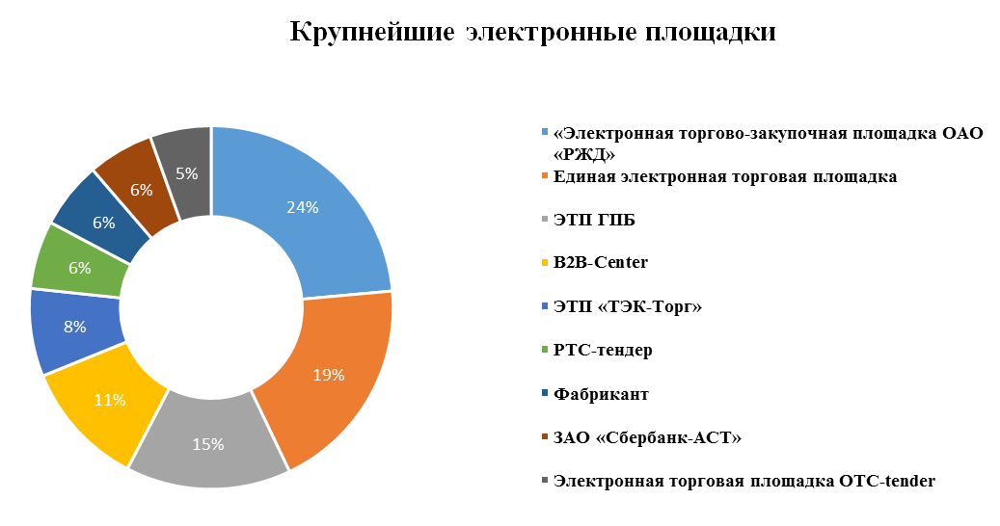 Крупнейшие электронные площадки
24%
19%
15%
11%
8%
6%
6%
6%
5%
«Электронная торгово-закупочная площадка ОАО
«РЖД»
Единая электронная торговая площадка
ЭТП ГПБ
B2B-Center
ЭТП «ТЭК-Торг»
РТС-тендер
Фабрикант
ЗАО «Сбербанк-АСТ»
Электронная торговая площадка OTC-tender